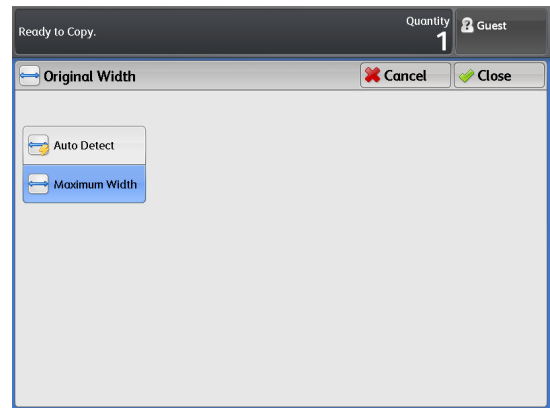 Ready to Copy.
Quantity
1
Guest
Original Width
Cancel
Close
Auto Detect
Maximum Width